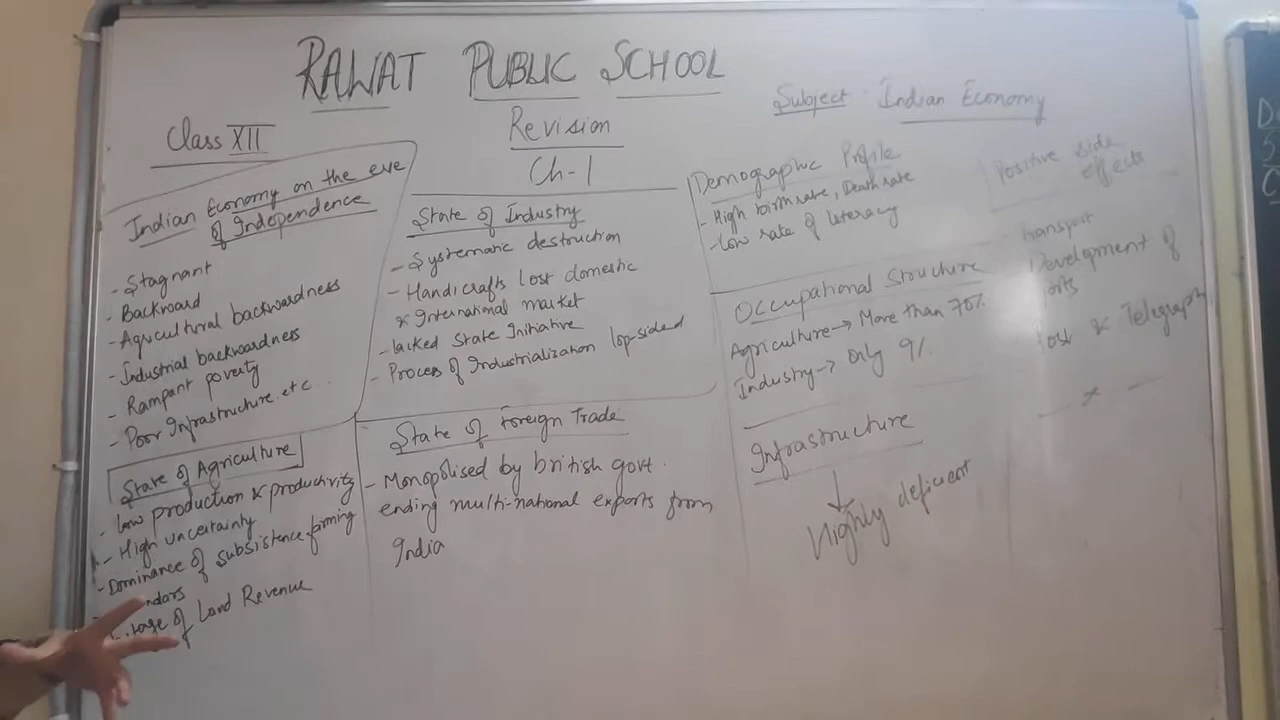 RAWAT PUBLIC SCHOOL
Class XII
Revision
Ch-1
Subject: Indian Economy
Indian Economy on the eve
of Independence
- Stagnant
- Backward
- Agricultural backwardness
- Industrial backwardness
- Rampant poverty
- Poor Infrastructure etc
State of Agriculture
- Low production & productivity
- High uncertainty
- Dominance of subsistence farming
of Land Revenue
State of Industry
- Systematic destruction
- Handicrafts lost domestic
& International market
- lacked State Initiative
- Process of Industrialization lop-sided
State of Foreign Trade
- Monopolised by british govt.
ending multi-national exports from
India
Demographic Profile
- High birth rate, Death rate
- low rate of literacy
Occupational Structure
Agriculture → More than 70%
Industry → Only 9%
Infrastructure
↓
Highly deficient
Positive side
effects
Transport
Development of
Post & Telegraph
— x —